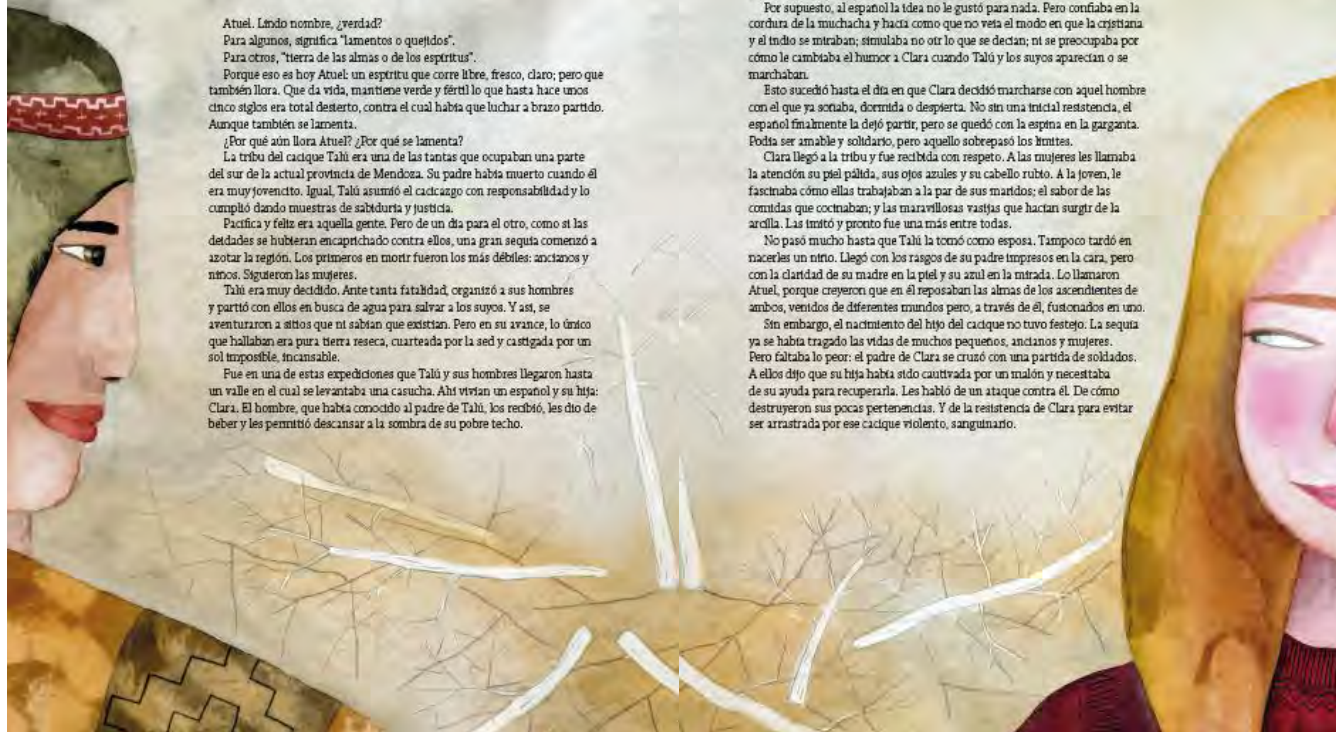 Atuel. Lindo nombre, ¿verdad?
Para algunos, significa "lamentos o quejidos".
Para otros, "tierra de las almas o de los espíritus".
Porque eso es hoy Atuel: un espíritu que corre libre, fresco, claro; pero que
también llora. Que da vida, mantiene verde y fértil lo que hasta hace unos
cinco siglos era total desierto, contra el cual había que luchar a brazo partido.
Aunque también se lamenta.
¿Por qué aún llora Atuel? ¿Por qué se lamenta?
La tribu del cacique Talú era una de las tantas que ocupaban una parte
del sur de la actual provincia de Mendoza. Su padre había muerto cuando él
era muy jovencito. Igual, Talú asumió el cacicazgo con responsabilidad y lo
cumplió dando muestras de sabiduría y justicia.
Pacífica y feliz era aquella gente. Pero de un día para el otro, como si las
deidades se hubieran encaprichado contra ellos, una gran sequía comenzó a
azotar la región. Los primeros en morir fueron los más débiles: ancianos y
niños. Siguieron las mujeres.
Talú era muy decidido. Ante tanta fatalidad, organizó a sus hombres
y partió con ellos en busca de agua para salvar a los suyos. Y así, se
aventuraron a sitios que ni sabían que existían. Pero en su avance, lo único
que hallaban era pura tierra reseca, cuarteada por la sed y castigada por un
sol imposible, incansable.
Fue en una de estas expediciones que Talú y sus hombres llegaron hasta
un valle en el cual se levantaba una casucha. Ahí vivían un español y su hija:
Clara. El hombre, que había conocido al padre de Talú, los recibió, les dio de
beber y les permitió descansar a la sombra de su pobre techo.
Por supuesto, al español la idea no le gustó para nada. Pero confiaba en la
cordura de la muchacha y hacía como que no veía el modo en que la cristiana
y el indio se miraban; simulaba no oír lo que se decían; ni se preocupaba por
cómo le cambiaba el humor a Clara cuando Talú y los suyos aparecían o se
marchaban.
Esto sucedió hasta el día en que Clara decidió marcharse con aquel hombre
con el que ya soñaba, dormida o despierta. No sin una inicial resistencia, el
español finalmente la dejó partir, pero se quedó con la espina en la garganta.
Podía ser amable y solidario, pero aquello sobrepasó los límites.
Clara llegó a la tribu y fue recibida con respeto. A las mujeres les llamaba
la atención su piel pálida, sus ojos azules y su cabello rubio. A la joven, le
fascinaba cómo ellas trabajaban a la par de sus maridos; el sabor de las
comidas que cocinaban; y las maravillosas vasijas que hacían surgir de la
arcilla. Las imitó y pronto fue una más entre todas.
No pasó mucho hasta que Talú la tomó como esposa. Tampoco tardó en
nacerles un niño. Llegó con los rasgos de su padre impresos en la cara, pero
con la claridad de su madre en la piel y su azul en la mirada. Lo llamaron
Atuel, porque creyeron que en él reposaban las almas de los ascendientes de
ambos, venidos de diferentes mundos pero, a través de él, fusionados en uno.
Sin embargo, el nacimiento del hijo del cacique no tuvo festejo. La sequía
ya se había tragado las vidas de muchos pequeños, ancianos y mujeres.
Pero faltaba lo peor: el padre de Clara se cruzó con una partida de soldados.
A ellos dijo que su hija había sido cautivada por un malón y necesitaba
de su ayuda para recuperarla. Les habló de un ataque contra él. De cómo
destruyeron sus pocas pertenencias. Y de la resistencia de Clara para evitar
ser arrastrada por ese cacique violento, sanguinario.